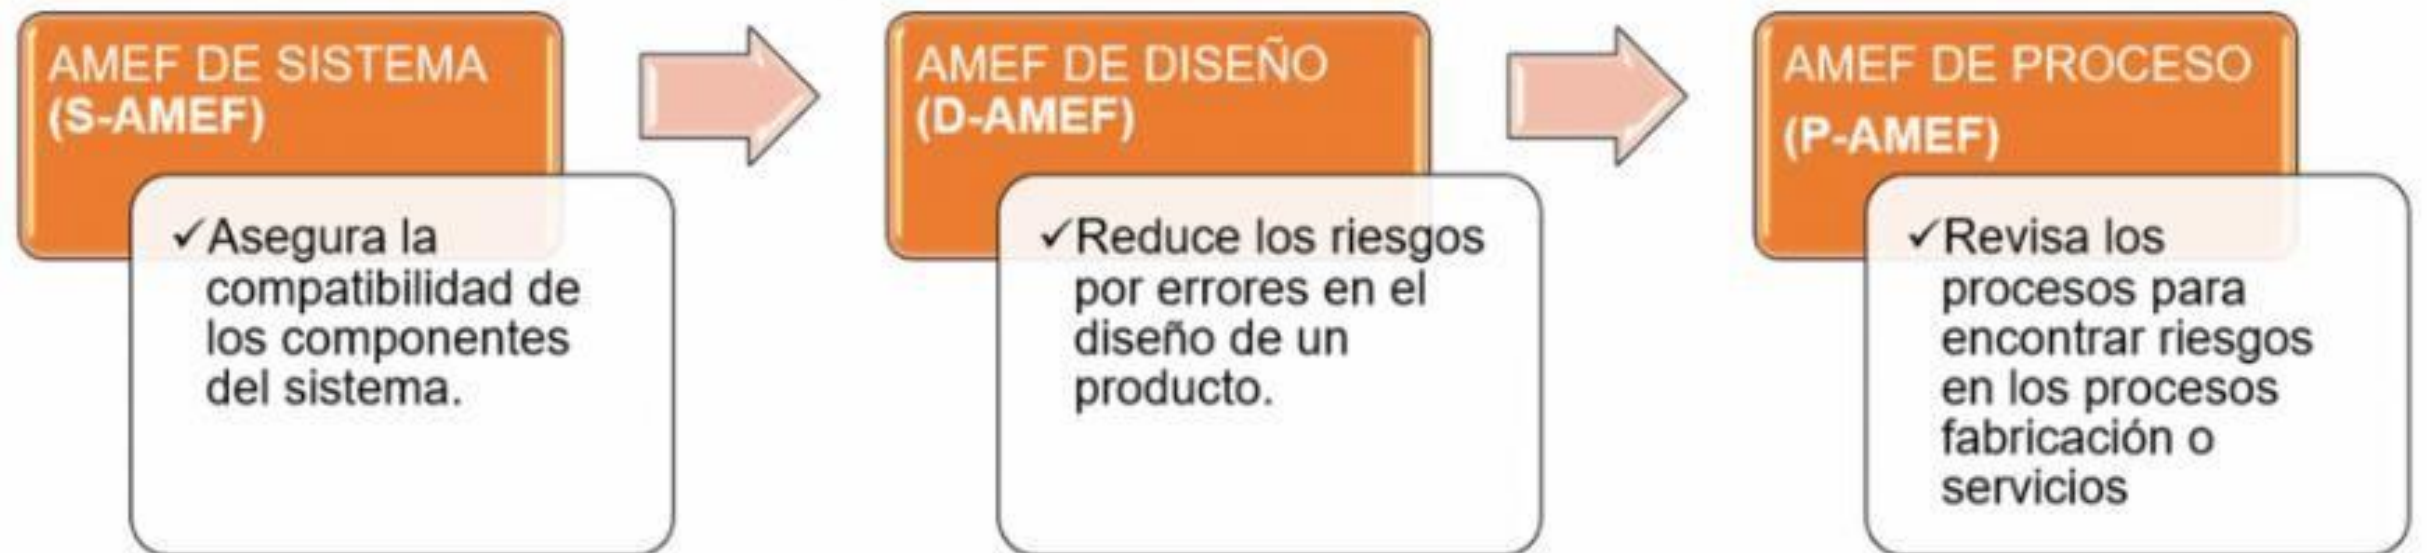 AMEF DE SISTEMA
(S-AMEF)
✓Asegura la
compatibilidad de
los componentes
del sistema.
AMEF DE DISEÑO
(D-AMEF)
✓Reduce los riesgos
por errores en el
diseño de un
producto.
AMEF DE PROCESO
(P-AMEF)
✓Revisa los
procesos para
encontrar riesgos
en los procesos
fabricación o
servicios